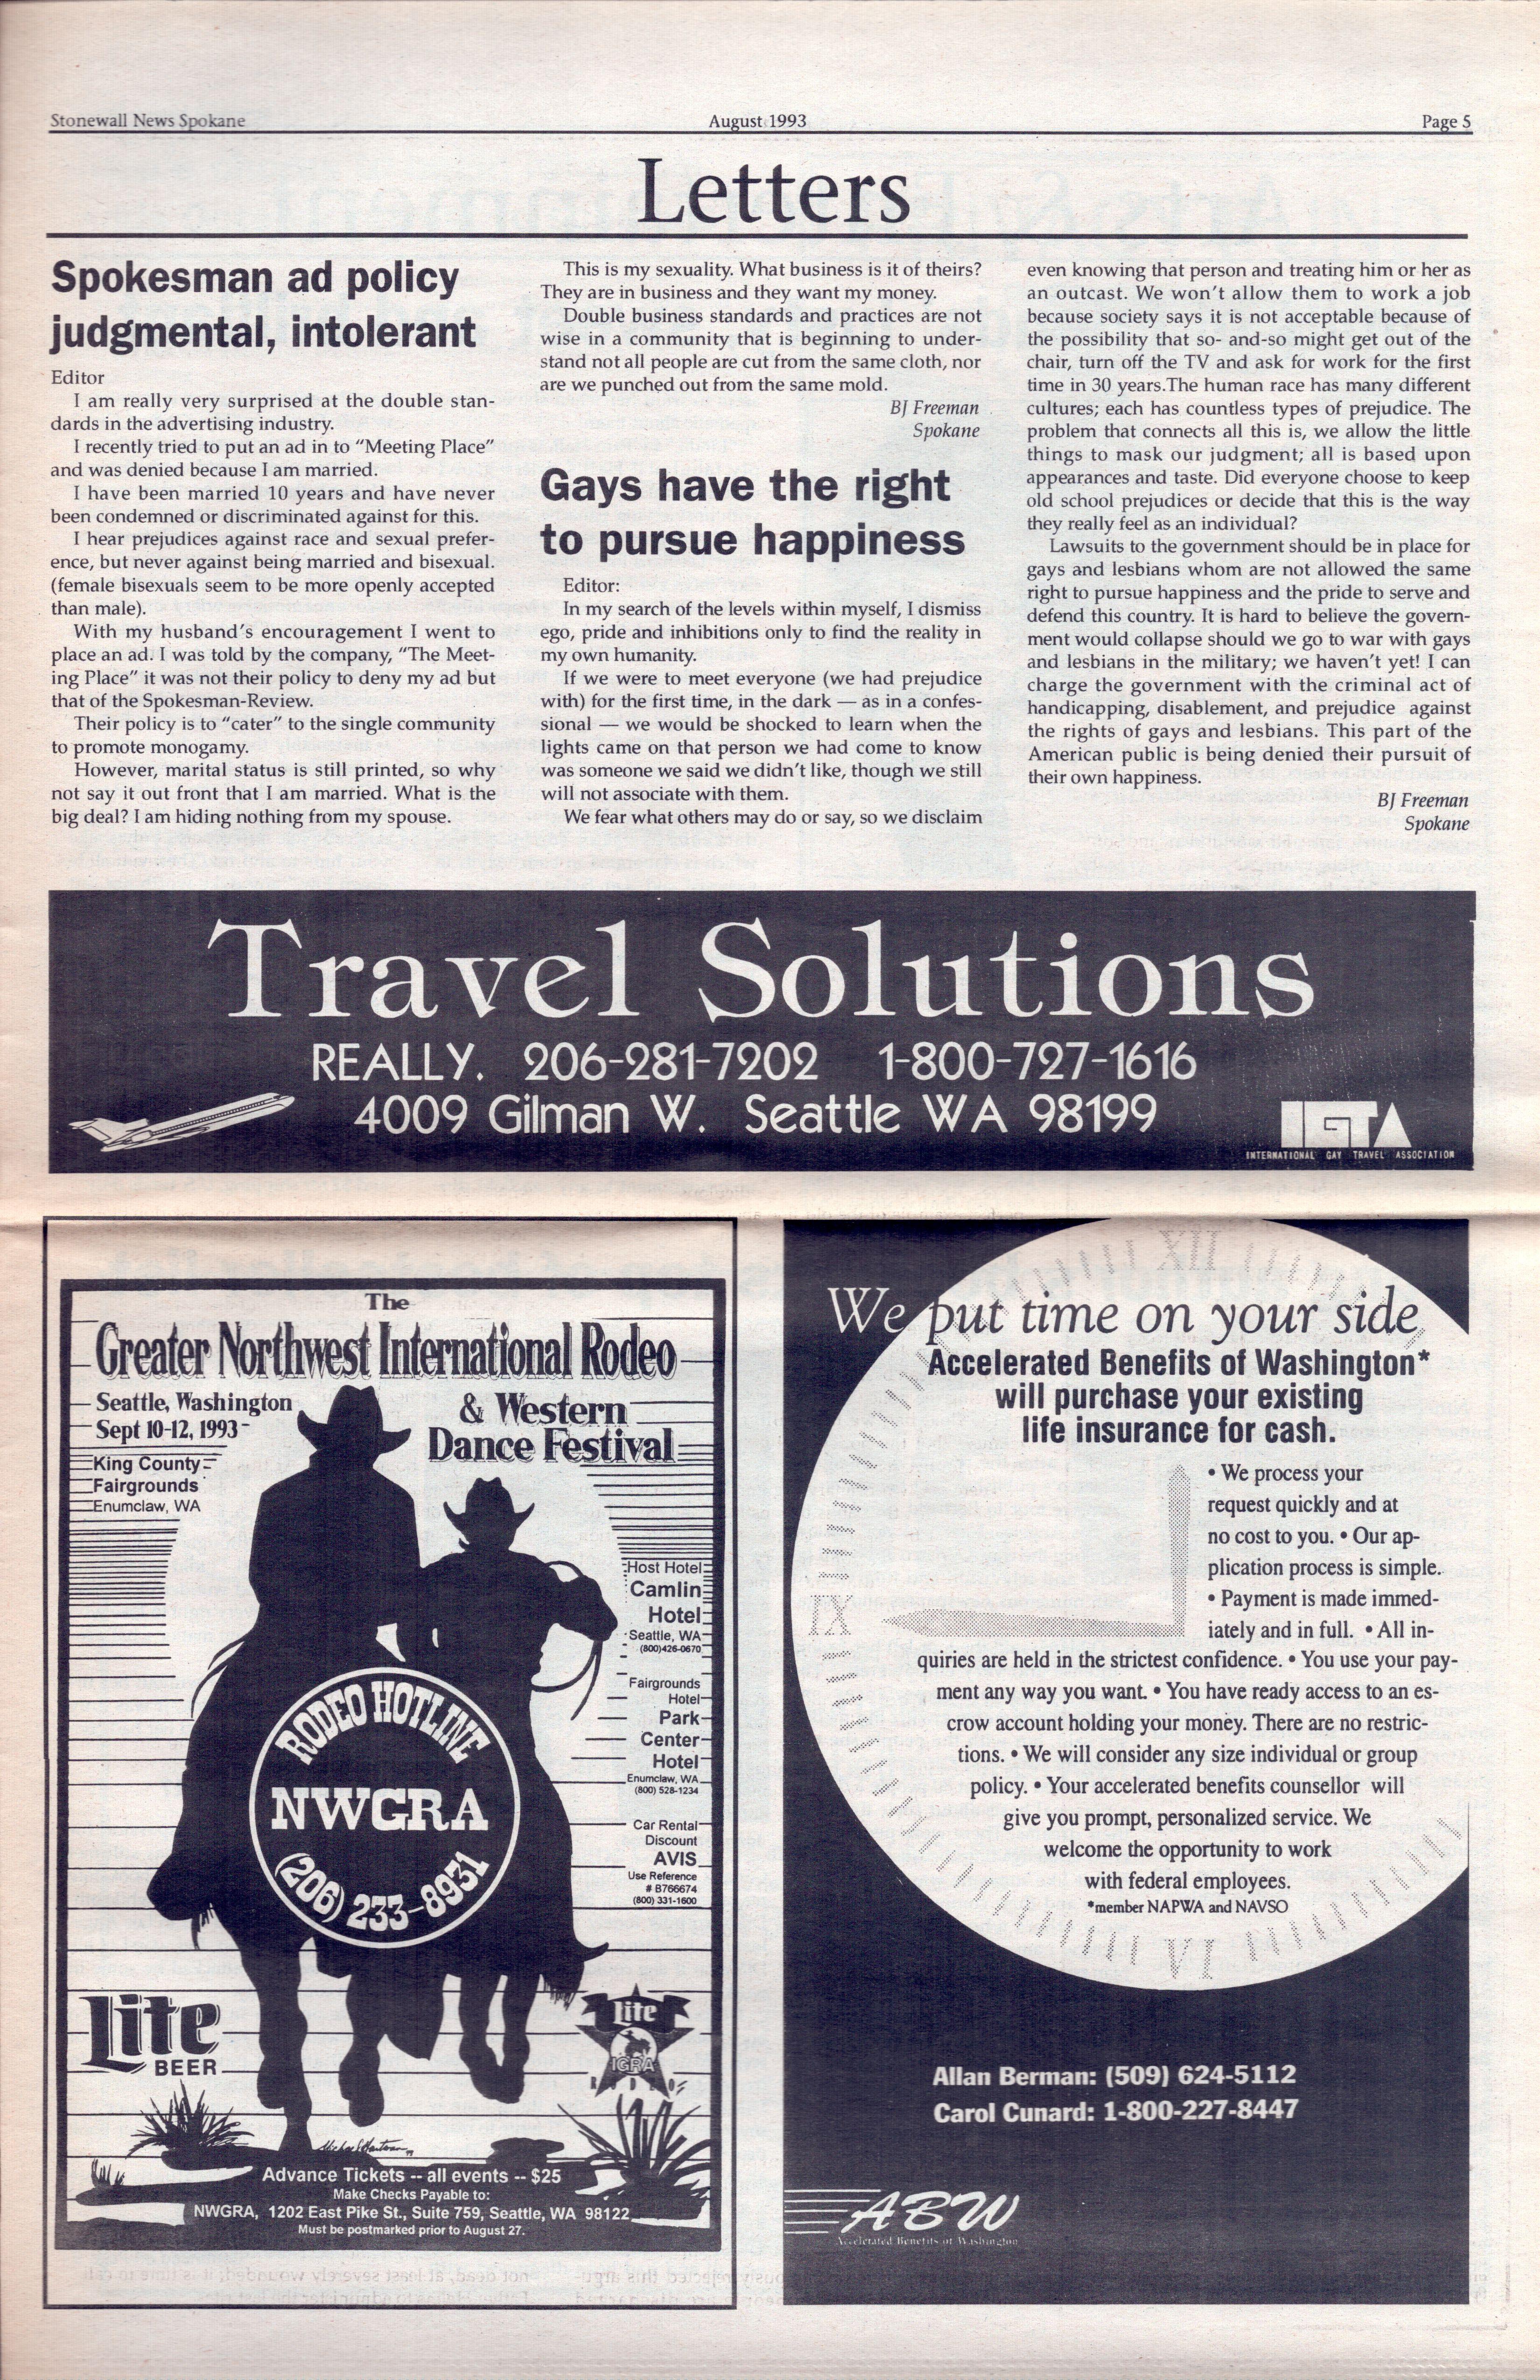 Stonewall News Spokane
August 1993
Page 5
Letters
Spokesman ad policy
judgmental, intolerant
Editor
I am really very surprised at the double stan-
dards in the advertising industry.
I recently tried to put an ad in to “Meeting Place”
and was denied because I am married.
I have been married 10 years and have never
been condemned or discriminated against for this.
I hear prejudices against race and sexual prefer-
ence, but never against being married and bisexual.
(female bisexuals seem to be more openly accepted
than male).
With my husband’s encouragement I went to
place an ad. I was told by the company, “The Meet-
ing Place” it was not their policy to deny my ad but
that of the Spokesman-Review.
Their policy is to “cater” to the single community
to promote monogamy.
However, marital status is still printed, so why
not say it out front that I am married. What is the
big deal? I am hiding nothing from my spouse.
This is my sexuality. What business is it of theirs?
They are in business and they want my money.
Double business standards and practices are not
wise in a community that is beginning to under-
stand not all people are cut from the same cloth, nor
are we punched out from the same mold.
BJ Freeman
Spokane
Gays have the right
to pursue happiness
Editor:
In my search of the levels within myself, I dismiss
ego, pride and inhibitions only to find the reality in
my own humanity.
If we were to meet everyone (we had prejudice
with) for the first time, in the dark — as in a confes-
sional — we would be shocked to learn when the
lights came on that person we had come to know
was someone we said we didn’t like, though we still
will not associate with them.
We fear what others may do or say, so we disclaim
even knowing that person and treating him or her as
an outcast. We won’t allow them to work a job
because society says it is not acceptable because of
the possibility that so- and-so might get out of the
chair, turn off the TV and ask for work for the first
time in 30 years.The human race has many different
cultures; each has countless types of prejudice. The
problem that connects all this is, we allow the little
things to mask our judgment; all is based upon
appearances and taste. Did everyone choose to keep
old school prejudices or decide that this is the way
they really feel as an individual?
Lawsuits to the government should be in place for
gays and lesbians whom are not allowed the same
right to pursue happiness and the pride to serve and
defend this country. It is hard to believe the govern-
ment would collapse should we go to war with gays
and lesbians in the military; we haven’t yet! I can
charge the government with the criminal act of
handicapping, disablement, and prejudice against
the rights of gays and lesbians. This part of the
American public is being denied their pursuit of
their own happiness.
BJ Freeman
Spokane
Travel Solutions
REALLY. 206-281-7202 1-800-727-1616
4009 Gilman W. Seattle WA 98199
IGTA
INTERNATIONAL GAY TRAVEL ASSOCIATION
The
Greater Northwest International Rodeo
& Western
Dance Festival
Seattle, Washington
Sept 10-12, 1993
King County
Fairgrounds
Enumclaw, WA
Host Hotel
Camlin
Hotel
Seattle, WA
(800)426-0670
Fairgrounds
Hotel
Park
Center
Hotel
Enumclaw, WA
(800) 528-1234
Car Rental
Discount
AVIS
Use Reference
# B766674
(800) 331-1600
RODEO HOTLINE
NWGRA
(206) 233-8931
Lite
BEER
Lite
IGRA
RODEO
Advance Tickets -- all events -- $25
Make Checks Payable to:
NWGRA, 1202 East Pike St., Suite 759, Seattle, WA 98122
Must be postmarked prior to August 27.
XII
We put time on your side
Accelerated Benefits of Washington*
will purchase your existing
life insurance for cash.
• We process your
request quickly and at
no cost to you. • Our ap-
plication process is simple.
• Payment is made immed-
IX
iately and in full. • All in-
quiries are held in the strictest confidence. • You use your pay-
ment any way you want. • You have ready access to an es-
crow account holding your money. There are no restric-
tions. • We will consider any size individual or group
policy. • Your accelerated benefits counsellor will
give you prompt, personalized service. We
welcome the opportunity to work
with federal employees.
*member NAPWA and NAVSO
VI
Allan Berman: (509) 624-5112
Carol Cunard: 1-800-227-8447
ABW
Accelerated Benefits of Washington